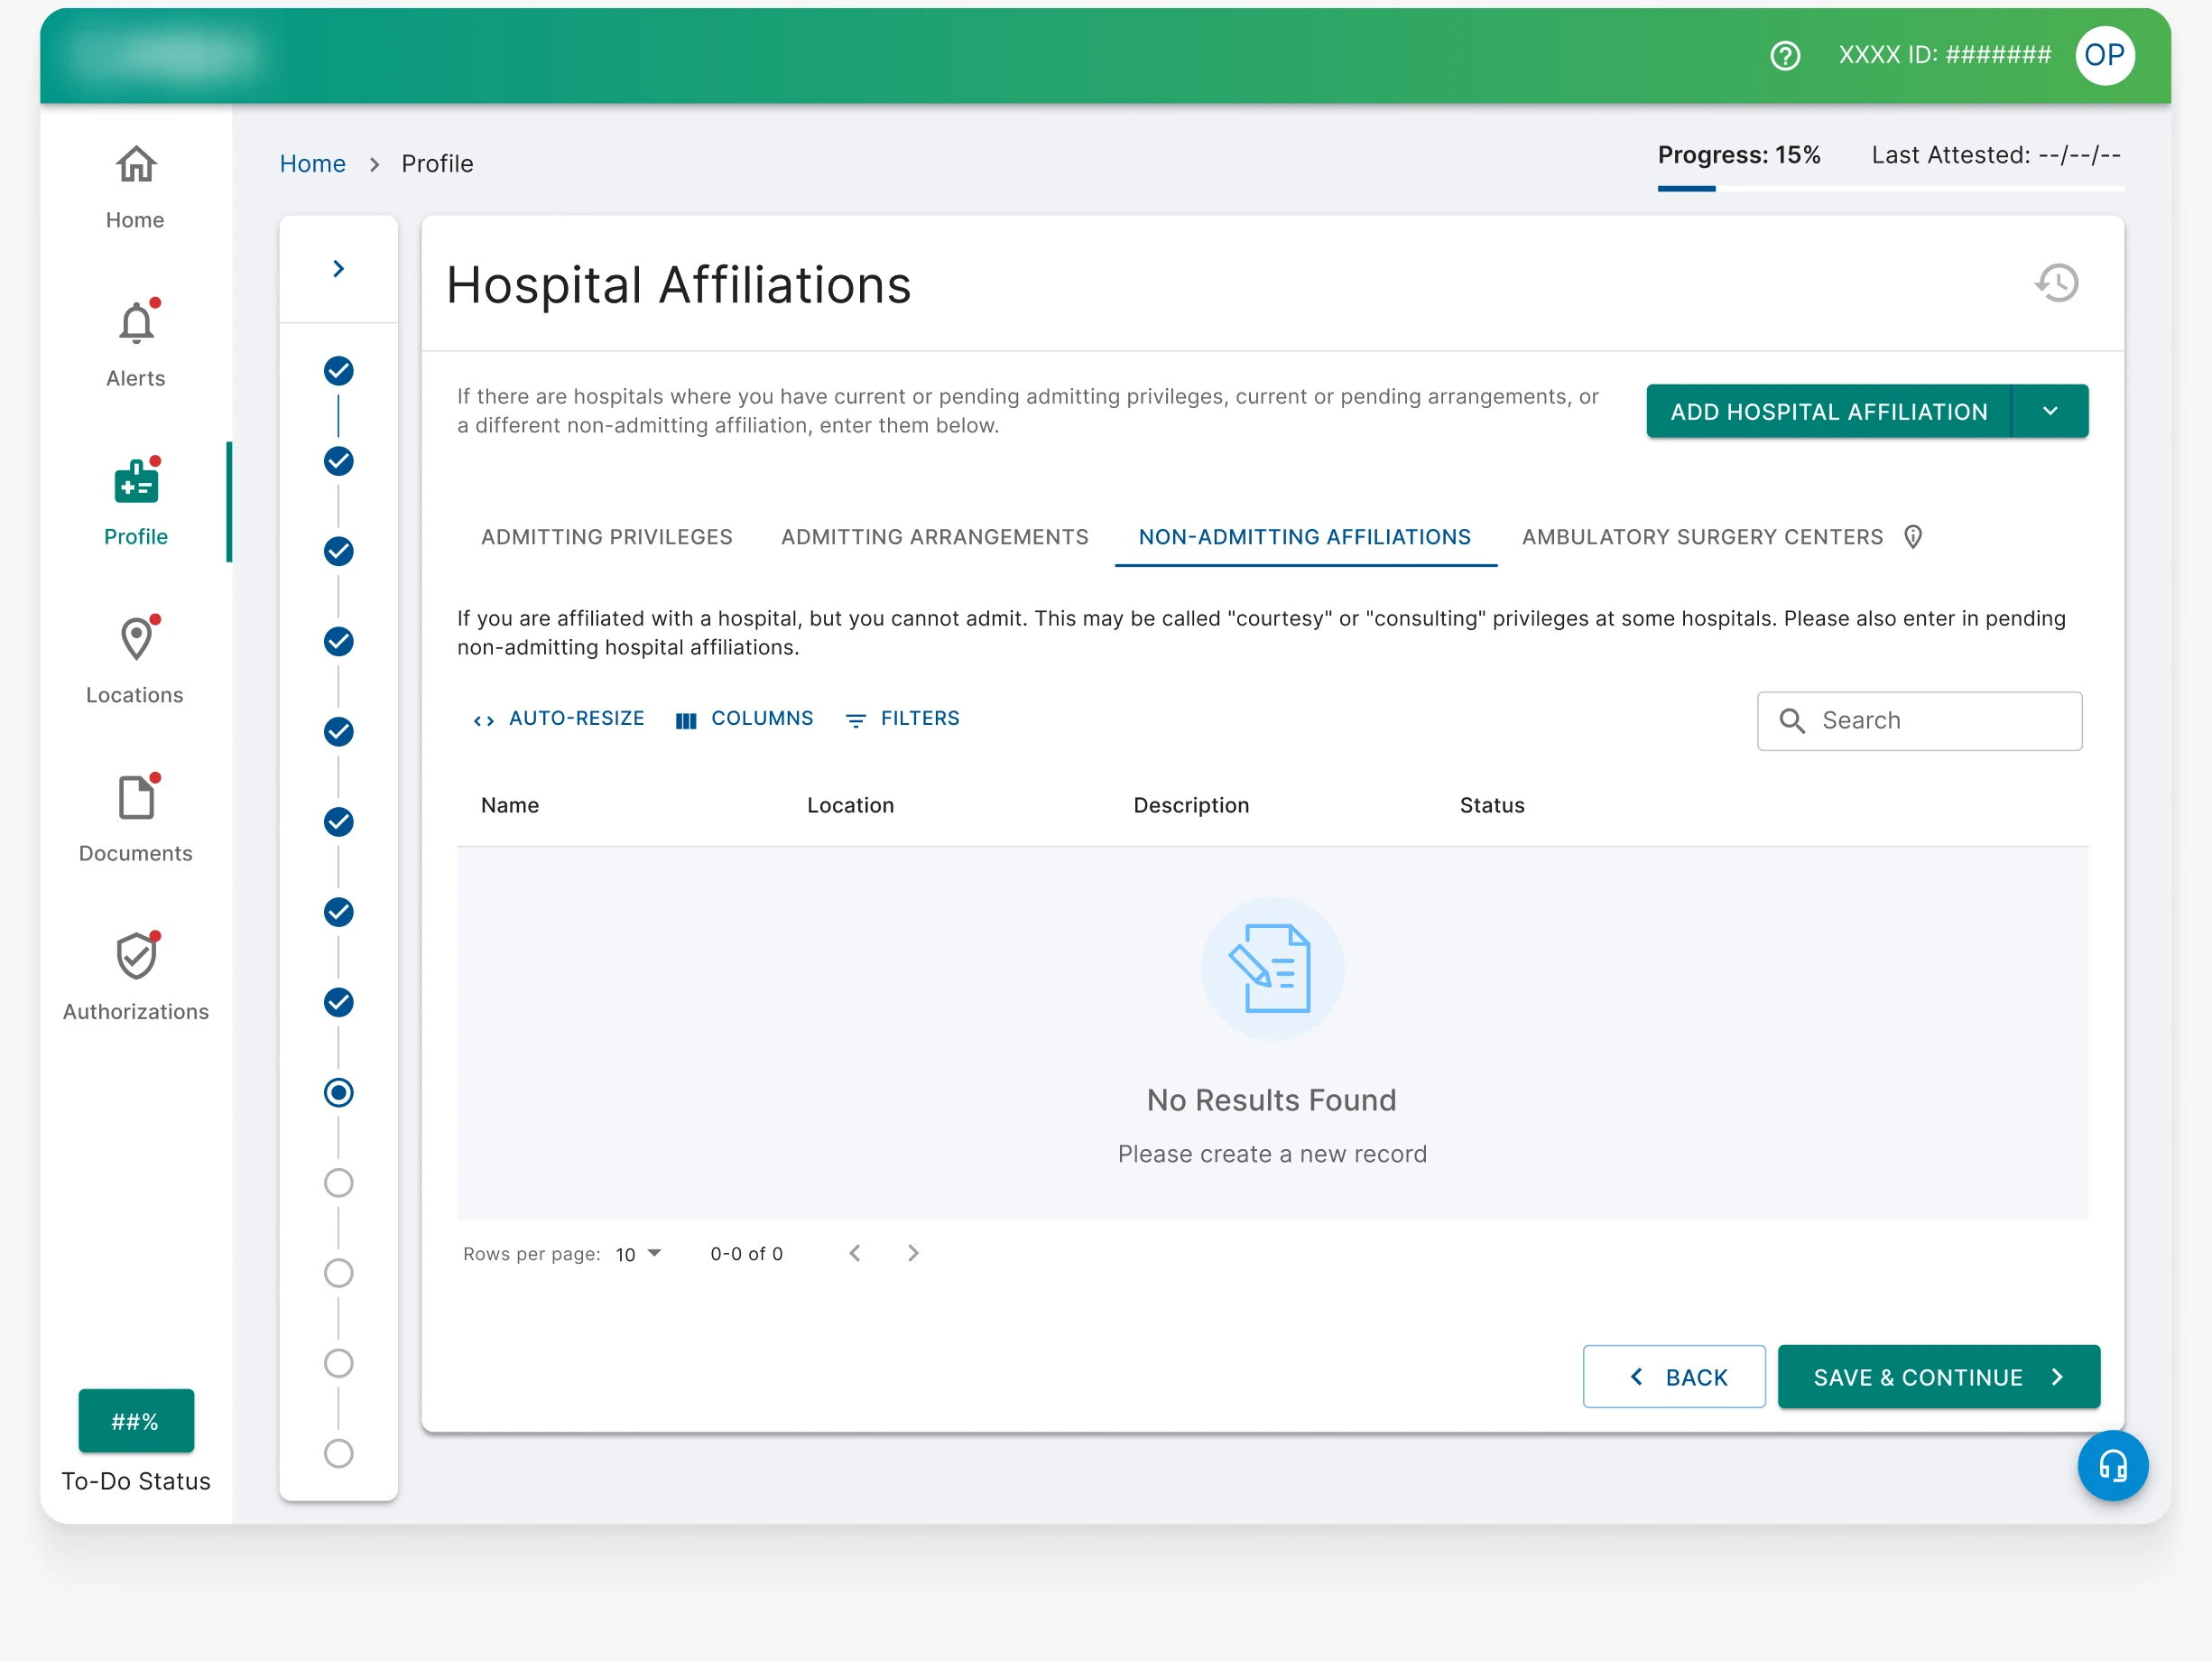 XXXX ID: #######
OP
Home > Profile
Progress: 15%
Last Attested: --/--/--
Home
Alerts
Profile
Locations
Documents
Authorizations
##%
To-Do Status
Hospital Affiliations
If there are hospitals where you have current or pending admitting privileges, current or pending arrangements, or
a different non-admitting affiliation, enter them below.
ADD HOSPITAL AFFILIATION
ADMITTING PRIVILEGES
ADMITTING ARRANGEMENTS
NON-ADMITTING AFFILIATIONS
AMBULATORY SURGERY CENTERS
If you are affiliated with a hospital, but you cannot admit. This may be called "courtesy" or "consulting" privileges at some hospitals. Please also enter in pending
non-admitting hospital affiliations.
AUTO-RESIZE
COLUMNS
FILTERS
Search
Name
Location
Description
Status
No Results Found
Please create a new record
Rows per page: 10
0-0 of 0
BACK
SAVE & CONTINUE